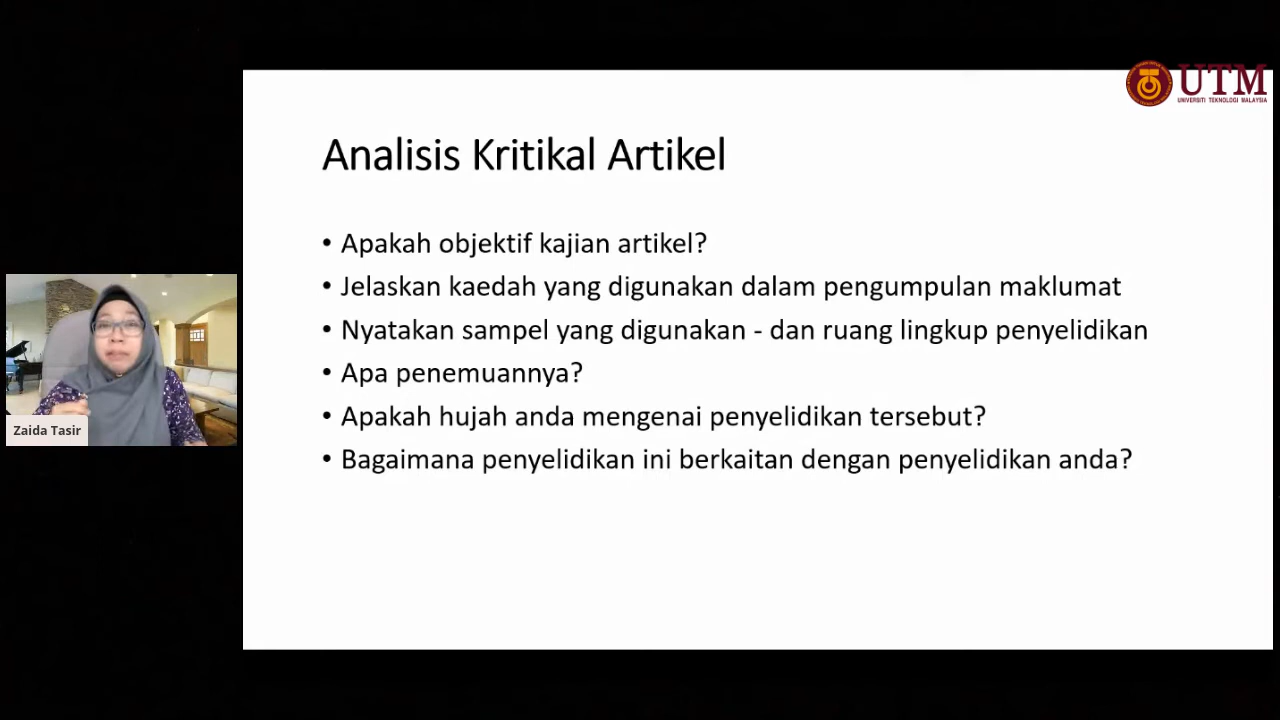 UTM
UNIVERSITI TEKNOLOGI MALAYSIA
Analisis Kritikal Artikel
• Apakah objektif kajian artikel?
• Jelaskan kaedah yang digunakan dalam pengumpulan maklumat
• Nyatakan sampel yang digunakan - dan ruang lingkup penyelidikan
• Apa penemuannya?
• Apakah hujah anda mengenai penyelidikan tersebut?
• Bagaimana penyelidikan ini berkaitan dengan penyelidikan anda?
Zaida Tasir